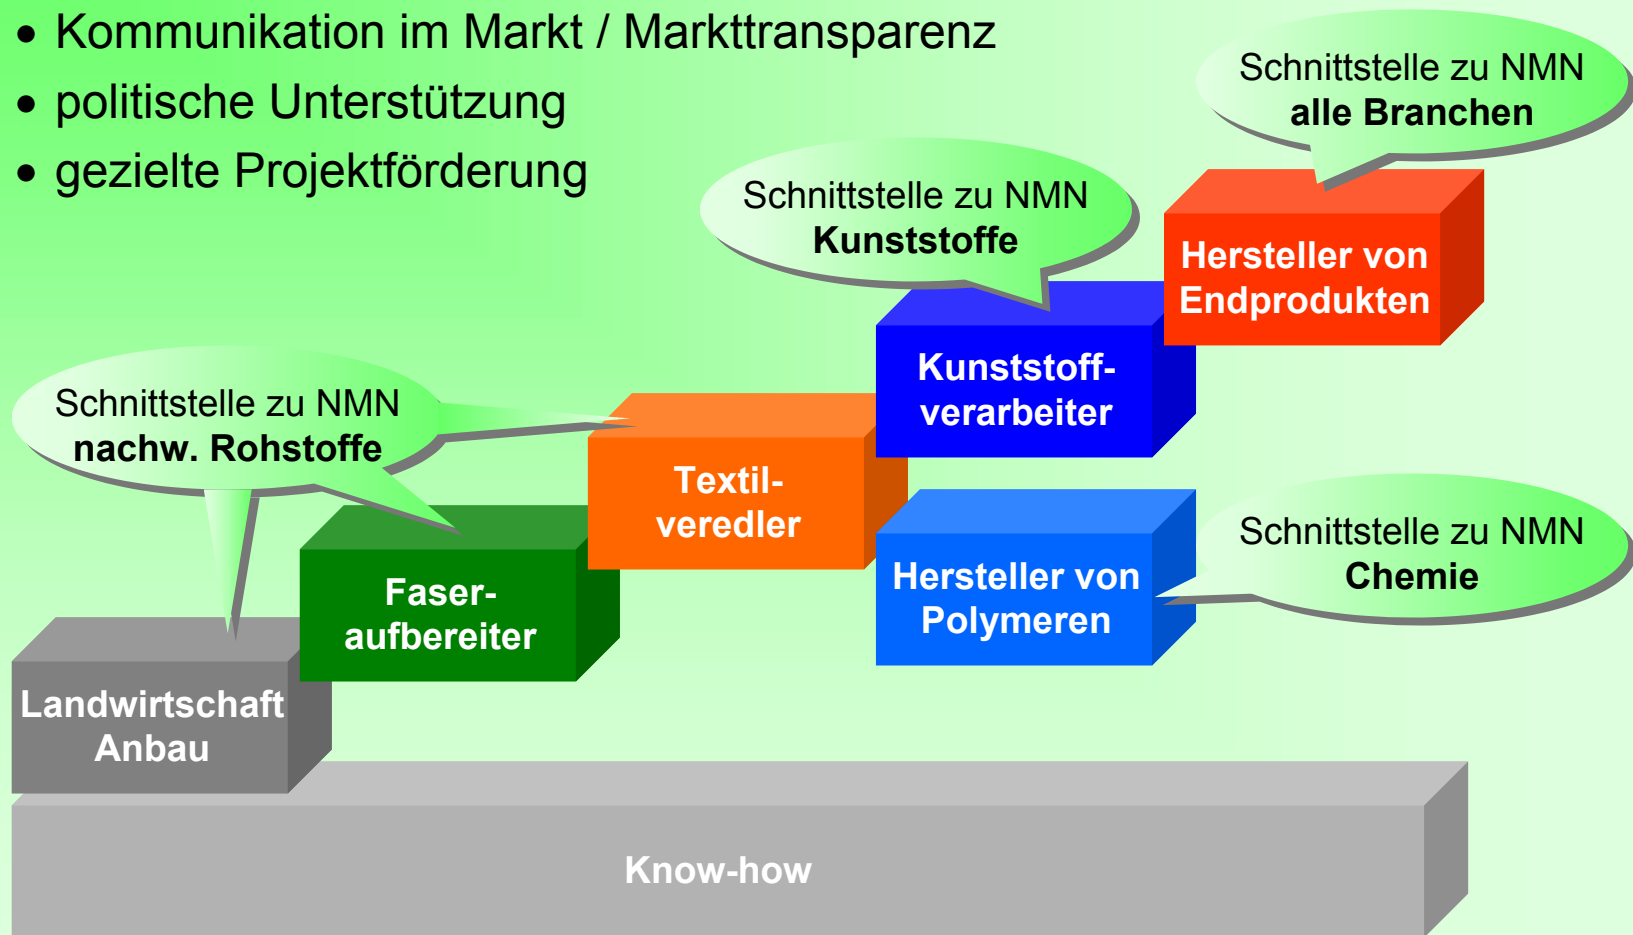 • Kommunikation im Markt / Markttransparenz
• politische Unterstützung
• gezielte Projektförderung
Schnittstelle zu NMN
alle Branchen
Schnittstelle zu NMN
Kunststoffe
Hersteller von
Endprodukten
Kunststoff-
verarbeiter
Schnittstelle zu NMN
nachw. Rohstoffe
Textil-
veredler
Schnittstelle zu NMN
Chemie
Hersteller von
Polymeren
Faser-
aufbereiter
Landwirtschaft
Anbau
Know-how